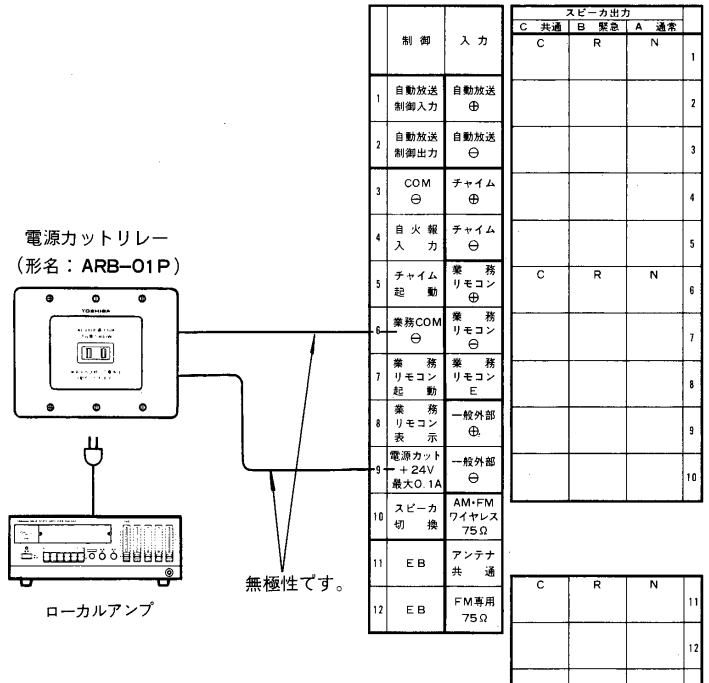 電源カットリレー
(形名：ARB-01P)
TOSHIBA
ローカルアンプ
無極性です。
制御 入力
1 自動放送制御入力 自動放送 ⊕
2 自動放送制御出力 自動放送 ⊖
3 COM ⊖ チャイム ⊕
4 自火報入力 チャイム ⊖
5 チャイム起動 業務リモコン ⊕
6 業務COM ⊖ 業務リモコン ⊖
7 業務リモコン起動 業務リモコン E
8 業務リモコン表示 一般外部 ⊕
9 電源カット+24V 最大0.1A 一般外部 ⊖
10 スピーカ切換 AM・FMワイヤレス 75Ω
11 EB アンテナ共通
12 EB FM専用 75Ω
スピーカ出力
C 共通 B 緊急 A 通常
C R N 1
2
3
4
5
C R N 6
7
8
9
10
C R N 11
12